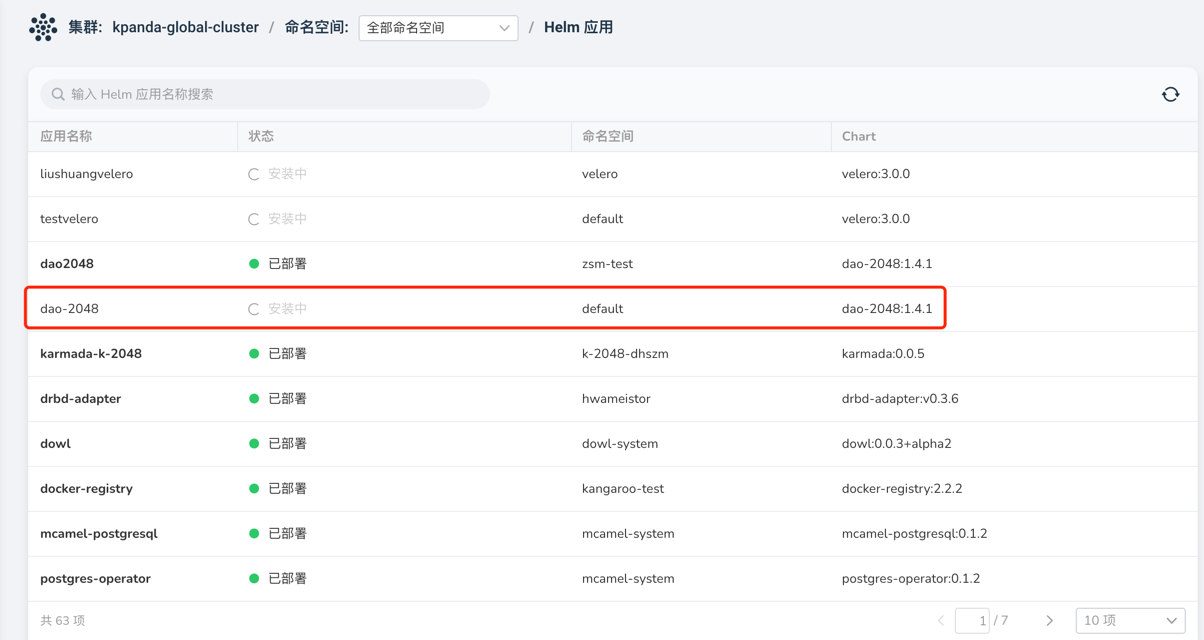 集群: kpanda-global-cluster / 命名空间: 全部命名空间 / Helm 应用
输入 Helm 应用名称搜索
应用名称 状态 命名空间 Chart
liushuangvelero 安装中 velero velero:3.0.0
testvelero 安装中 default velero:3.0.0
dao2048 已部署 zsm-test dao-2048:1.4.1
dao-2048 安装中 default dao-2048:1.4.1
karmada-k-2048 已部署 k-2048-dhszm karmada:0.0.5
drbd-adapter 已部署 hwameistor drbd-adapter:v0.3.6
dowl 已部署 dowl-system dowl:0.0.3+alpha2
docker-registry 已部署 kangaroo-test docker-registry:2.2.2
mcamel-postgresql 已部署 mcamel-system mcamel-postgresql:0.1.2
postgres-operator 已部署 mcamel-system postgres-operator:0.1.2
共 63 项 1 / 7 10 项